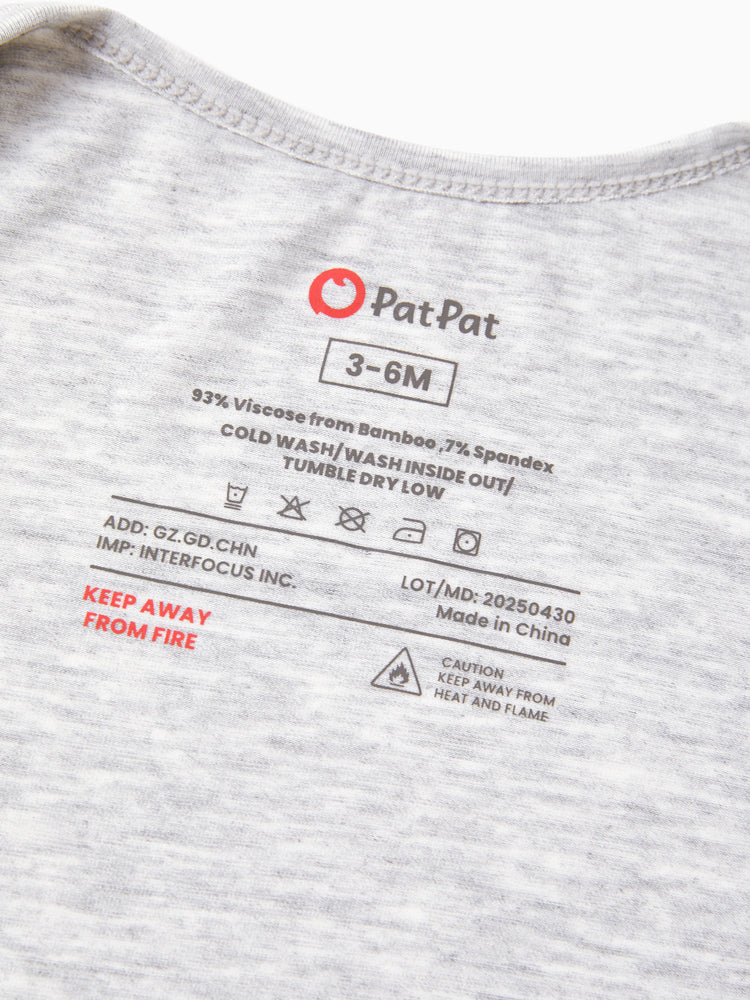 PatPat
3-6M
93% Viscose from Bamboo ,7% Spandex
COLD WASH/WASH INSIDE OUT/
TUMBLE DRY LOW
ADD: GZ.GD.CHN
IMP: INTERFOCUS INC.
LOT/MD: 20250430
Made in China
KEEP AWAY
FROM FIRE
CAUTION
KEEP AWAY FROM
HEAT AND FLAME